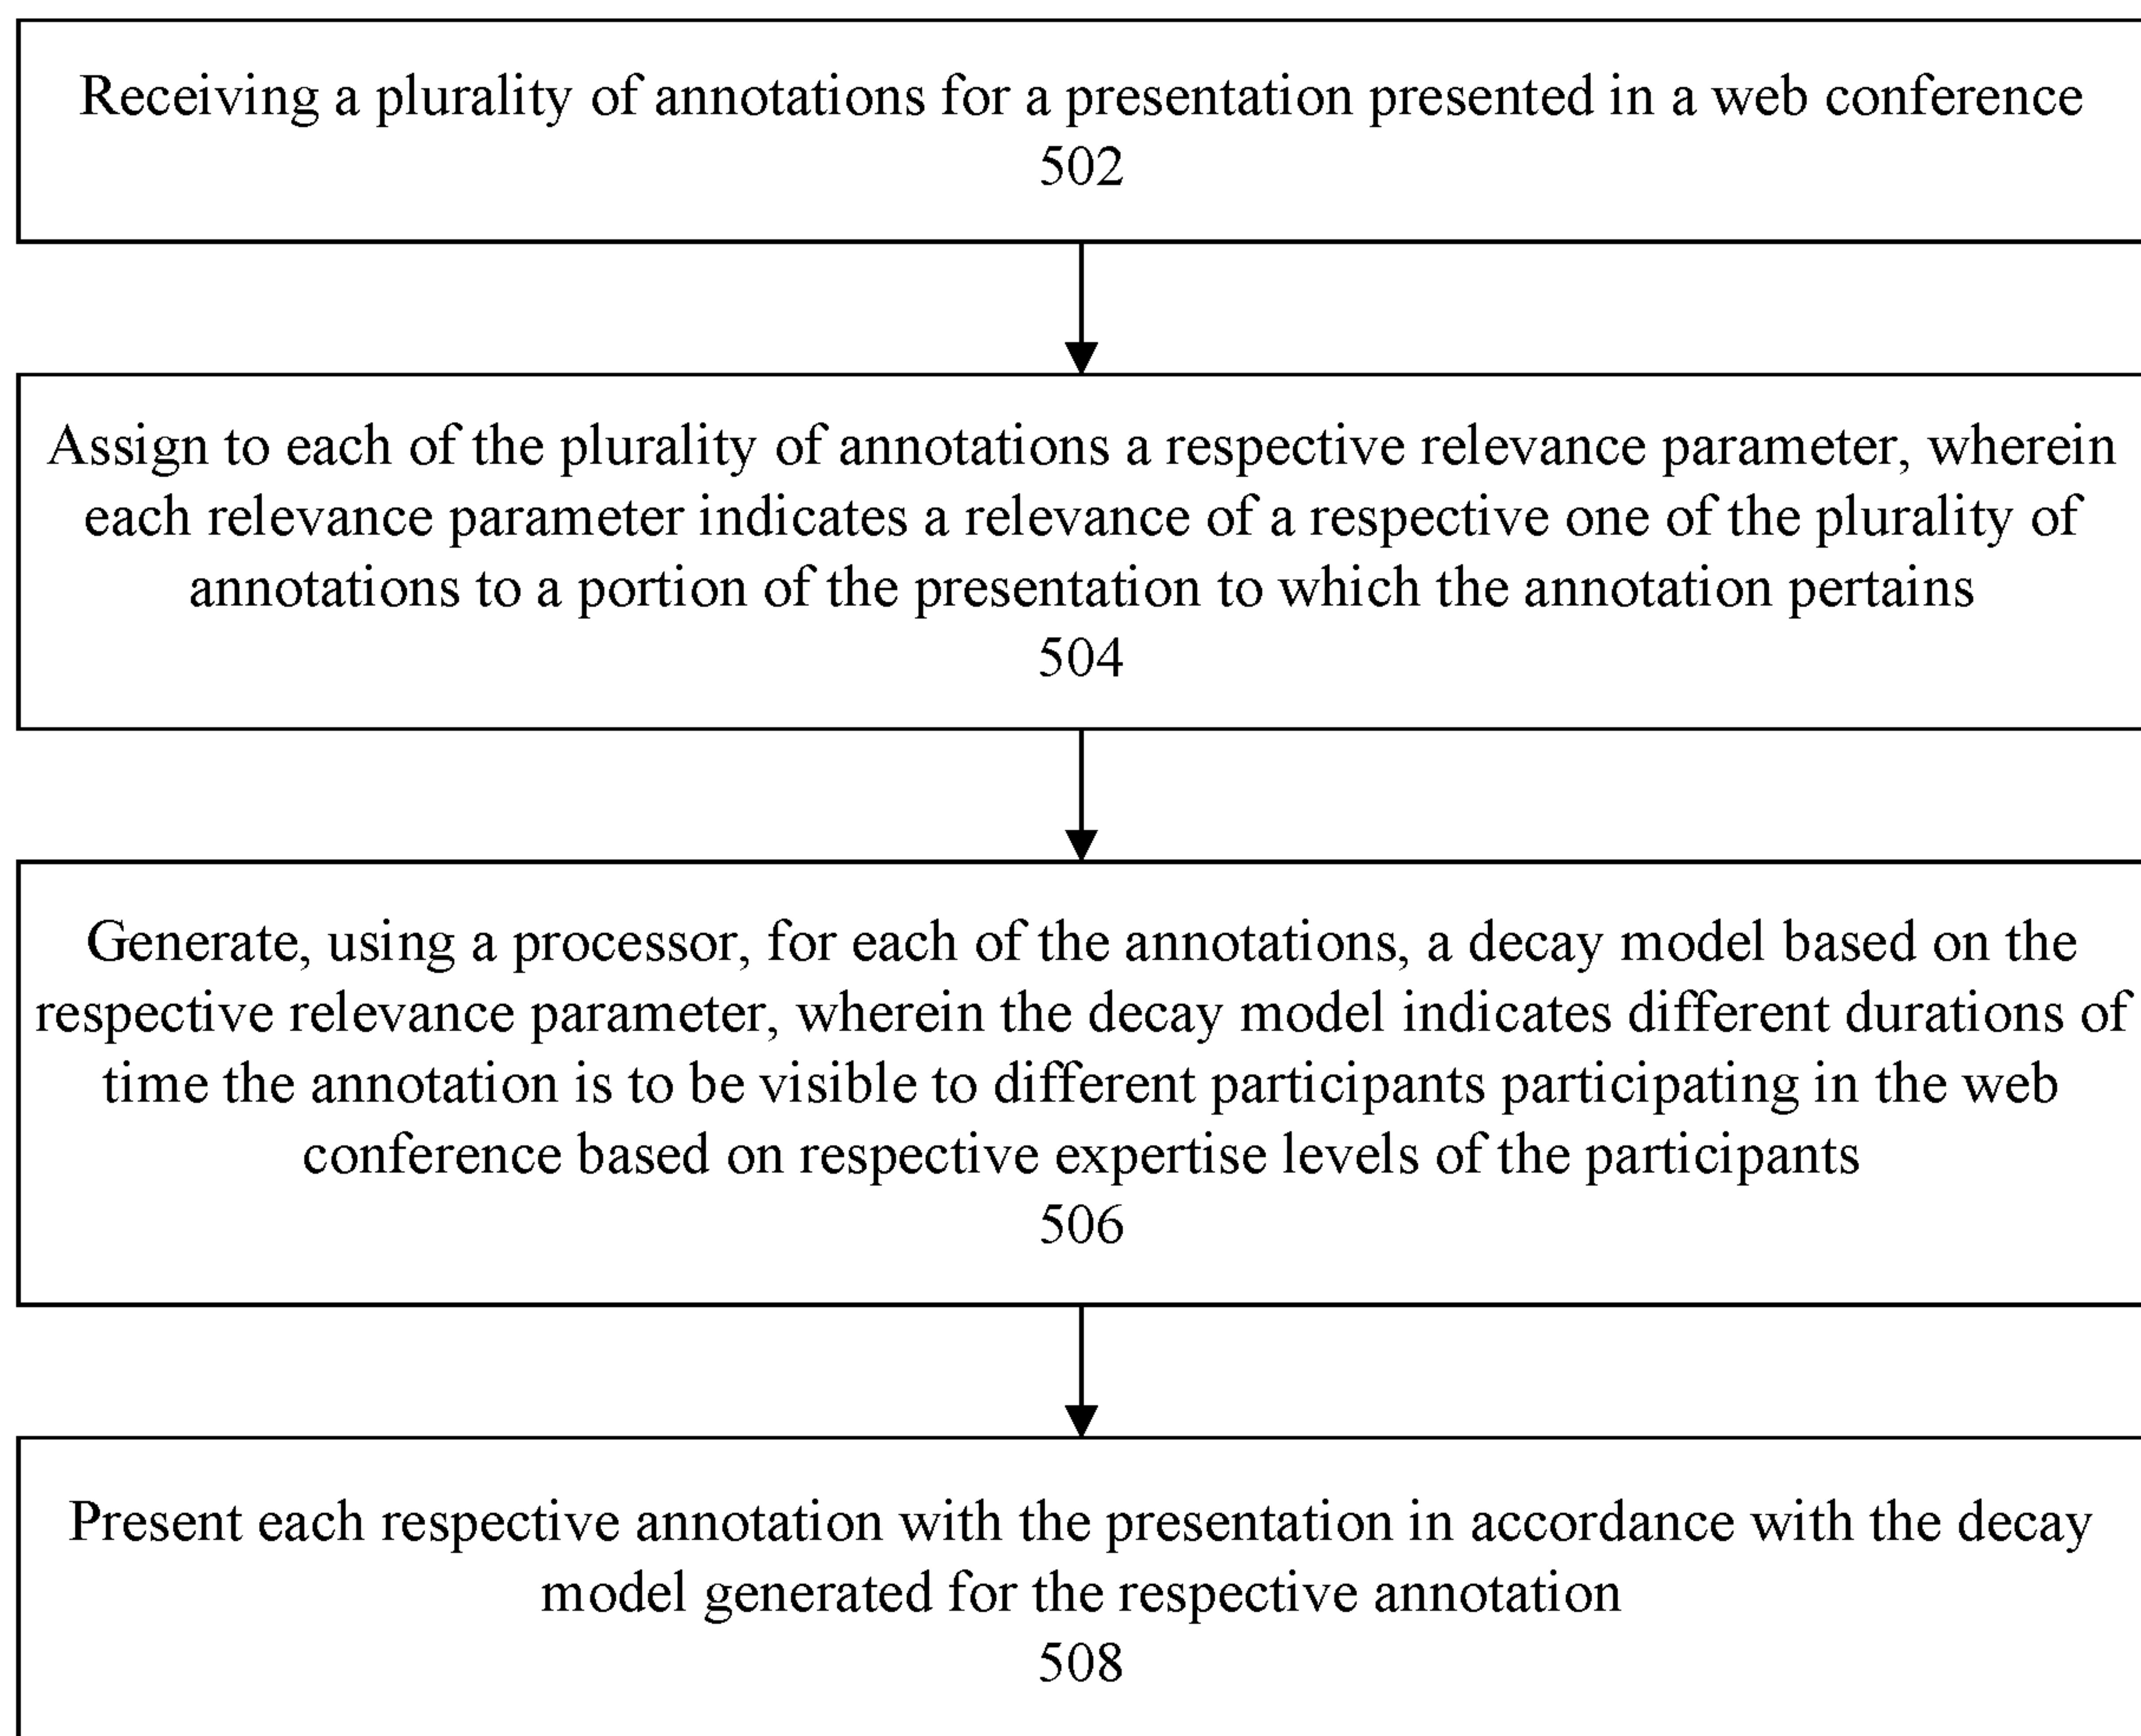 Receiving a plurality of annotations for a presentation presented in a web conference
502
Assign to each of the plurality of annotations a respective relevance parameter, wherein
each relevance parameter indicates a relevance of a respective one of the plurality of
annotations to a portion of the presentation to which the annotation pertains
504
Generate, using a processor, for each of the annotations, a decay model based on the
respective relevance parameter, wherein the decay model indicates different durations of
time the annotation is to be visible to different participants participating in the web
conference based on respective expertise levels of the participants
506
Present each respective annotation with the presentation in accordance with the decay
model generated for the respective annotation
508